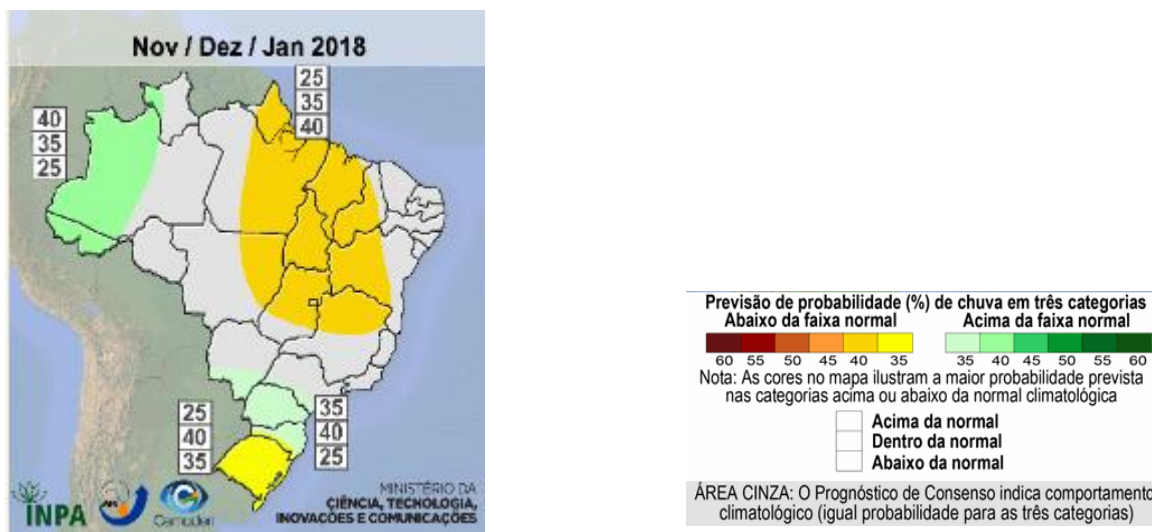 Nov / Dez / Jan 2018
25
35
40
40
35
25
25
40
35
35
40
25
INPA
Cemaden
MINISTÉRIO DA
CIÊNCIA, TECNOLOGIA,
INOVAÇÕES E COMUNICAÇÕES
Previsão de probabilidade (%) de chuva em três categorias
Abaixo da faixa normal Acima da faixa normal
60 55 50 45 40 35 35 40 45 50 55 60
Nota: As cores no mapa ilustram a maior probabilidade prevista
nas categorias acima ou abaixo da normal climatológica
Acima da normal
Dentro da normal
Abaixo da normal
ÁREA CINZA: O Prognóstico de Consenso indica comportamento
climatológico (igual probabilidade para as três categorias)